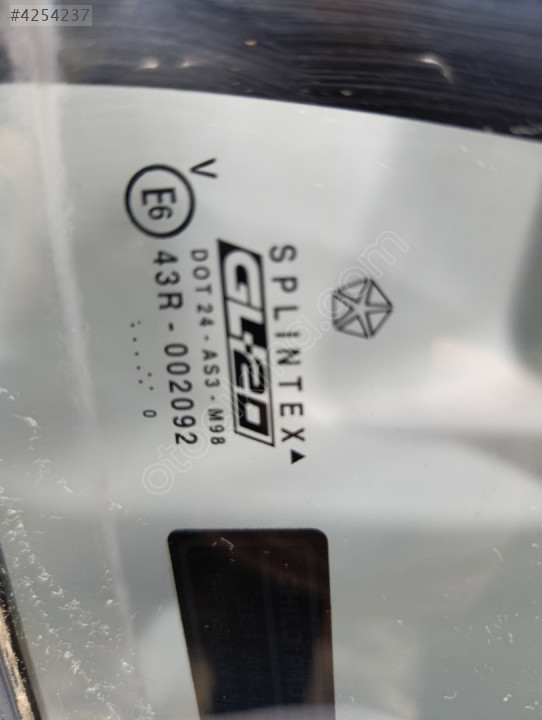 #4254237
SPLINTEX
GL-20
DOT 24 - AS3 - M98
V
E6
43R - 002092
0